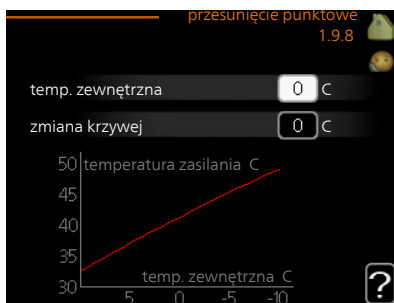 przesunięcie punktowe
1.9.8
temp. zewnętrzna 0 C
zmiana krzywej 0 C
50 temperatura zasilania C
45
40
35
temp. zewnętrzna C
30
5 0 -5 -10
?